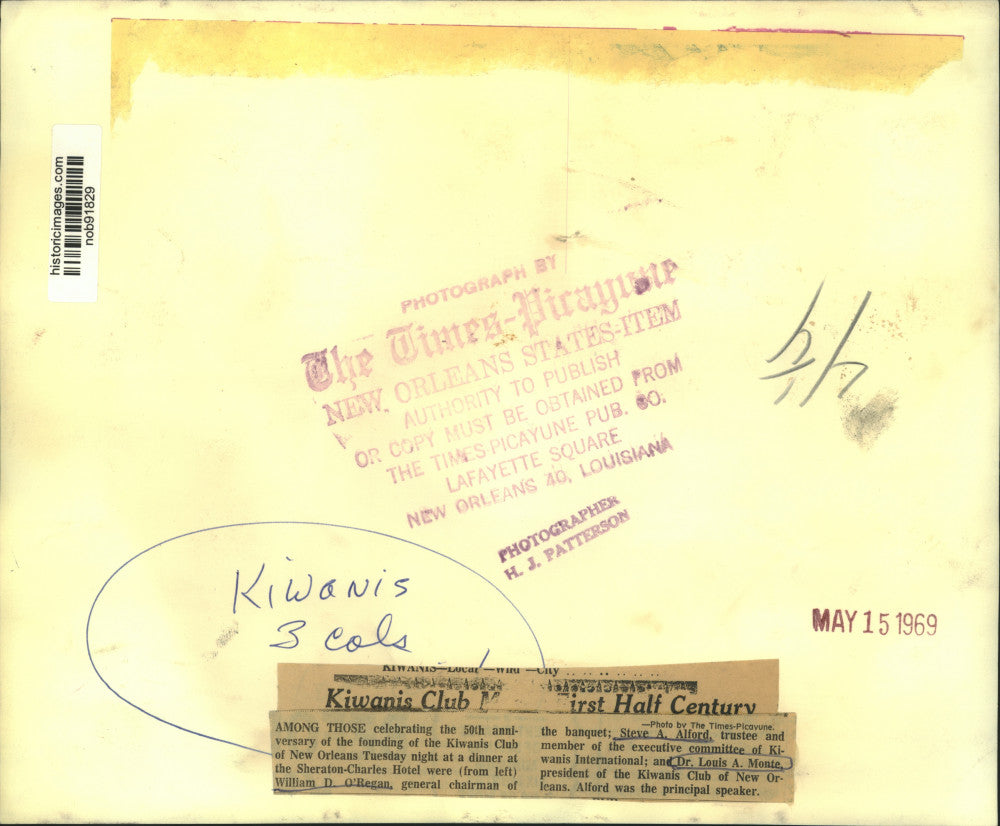 historicimages.com
nob91829
PHOTOGRAPH BY
The Times-Picayune
NEW ORLEANS STATES-ITEM
AUTHORITY TO PUBLISH
OR COPY MUST BE OBTAINED FROM
THE TIMES-PICAYUNE PUB. CO.
LAFAYETTE SQUARE
NEW ORLEANS 40, LOUISIANA
PHOTOGRAPHER
H. J. PATTERSON
Kiwanis
3 cols
MAY 15 1969
KIWANIS—Local —Wild —City
Kiwanis Club M irst Half Century
—Photo by The Times-Picayune.
AMONG THOSE celebrating the 50th anni-
versary of the founding of the Kiwanis Club
of New Orleans Tuesday night at a dinner at
the Sheraton-Charles Hotel were (from left)
William D. O'Regan, general chairman of
the banquet; Steve A. Alford, trustee and
member of the executive committee of Ki-
wanis International; and Dr. Louis A. Monte,
president of the Kiwanis Club of New Or-
leans. Alford was the principal speaker.